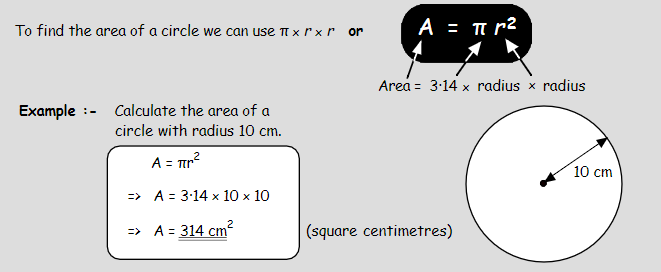 To find the area of a circle we can use π x r x r or
A = π r²
Area = 3·14 x radius x radius
Example :- Calculate the area of a
circle with radius 10 cm.
A = πr²
=> A = 3·14 x 10 x 10
=> A = 314 cm²
(square centimetres)
10 cm